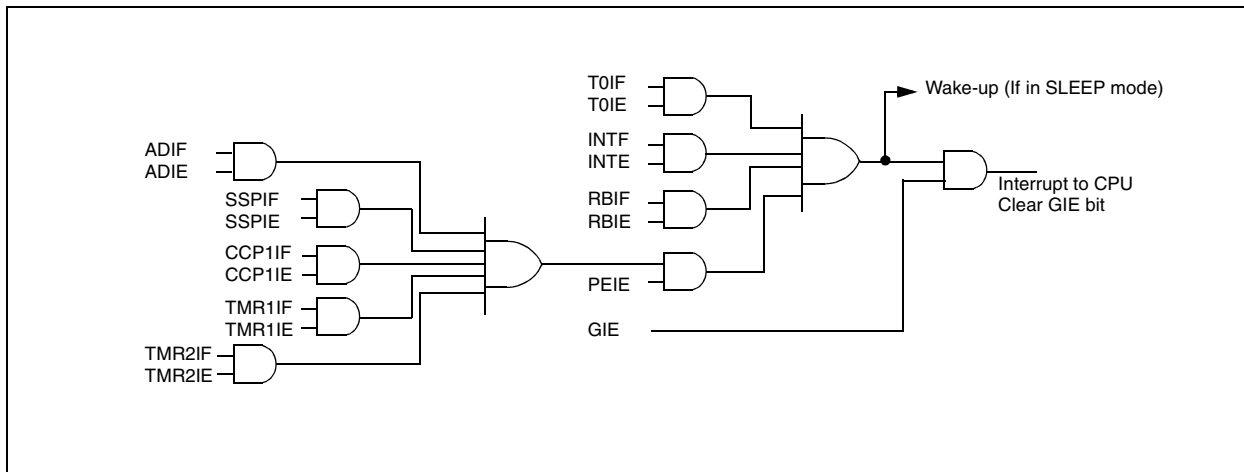 T0IF
T0IE
INTF
INTE
RBIF
RBIE
PEIE
GIE
ADIF
ADIE
SSPIF
SSPIE
CCP1IF
CCP1IE
TMR1IF
TMR1IE
TMR2IF
TMR2IE
Wake-up (If in SLEEP mode)
Interrupt to CPU
Clear GIE bit